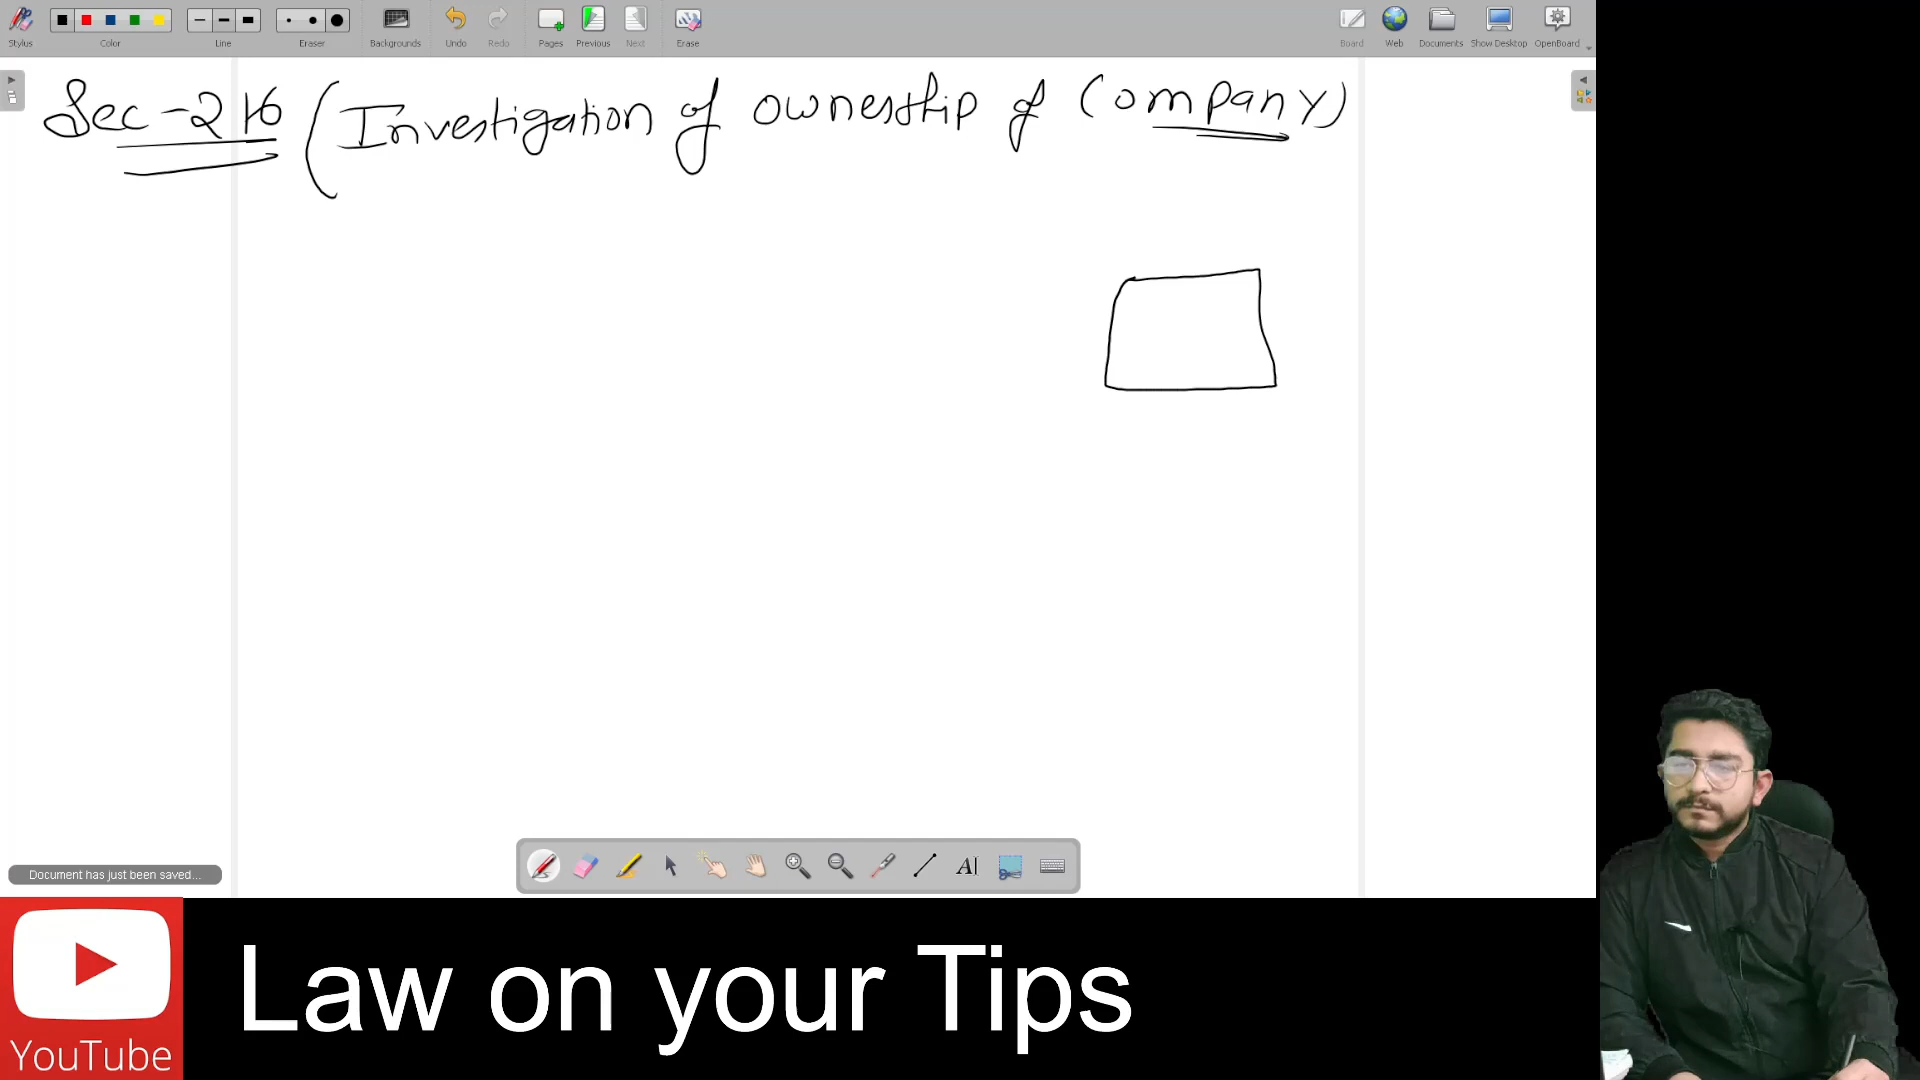 Stylus Color Line Eraser Backgrounds Undo Redo Pages Previous Next Erase Board Web Documents Show Desktop OpenBoard
Sec-216 (Investigation of ownership of Company)
Document has just been saved...
YouTube
Law on your Tips